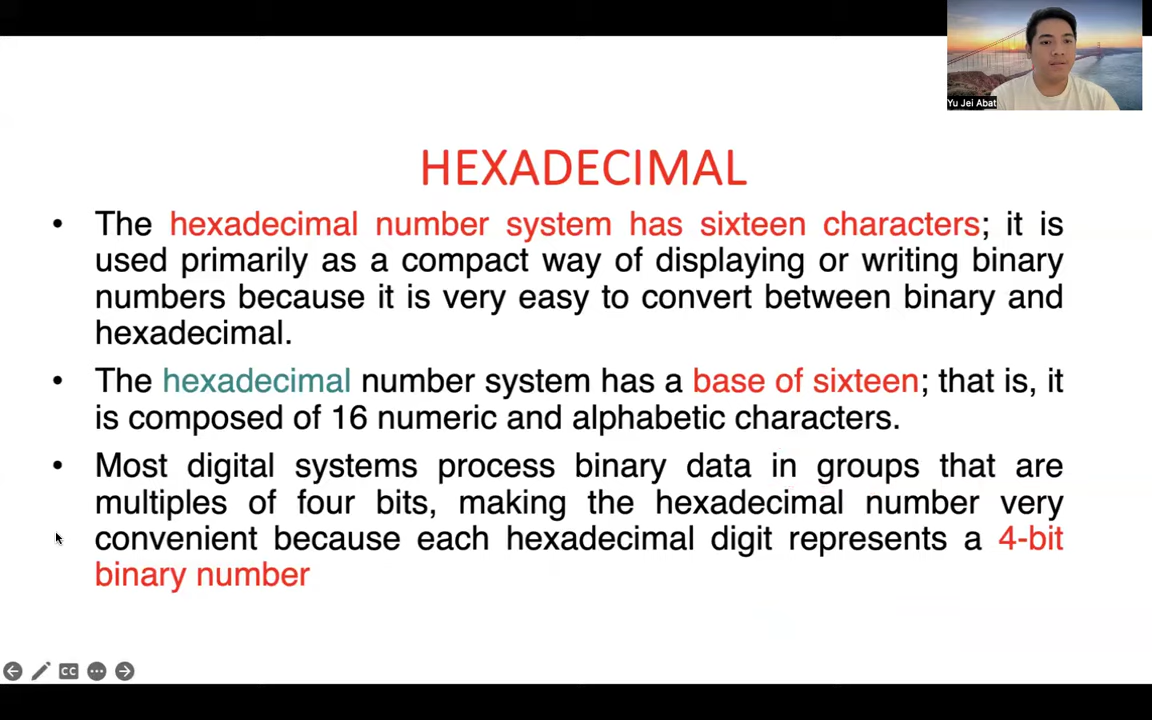 Yu Jei Abat
HEXADECIMAL
• The hexadecimal number system has sixteen characters; it is
used primarily as a compact way of displaying or writing binary
numbers because it is very easy to convert between binary and
hexadecimal.
• The hexadecimal number system has a base of sixteen; that is, it
is composed of 16 numeric and alphabetic characters.
• Most digital systems process binary data in groups that are
multiples of four bits, making the hexadecimal number very
convenient because each hexadecimal digit represents a 4-bit
binary number
CC